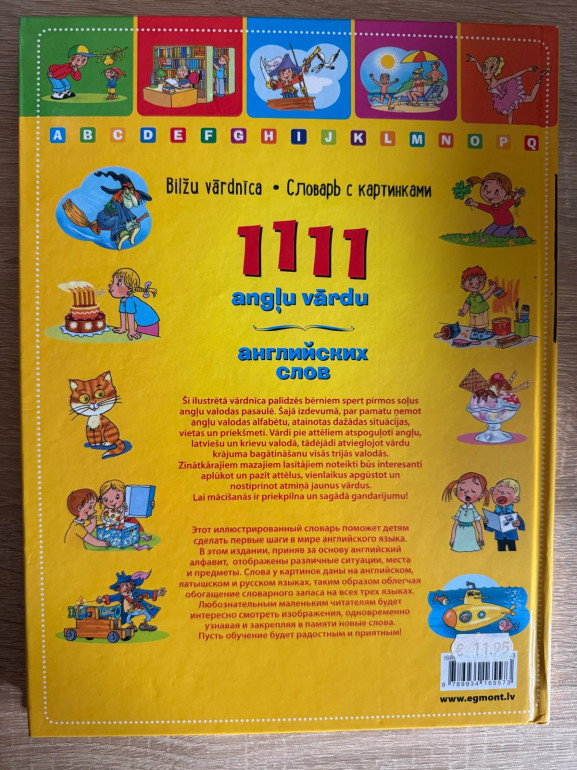 A B C D E F G H I J K L M N O P Q
Bilžu vārdnīca • Словарь с картинками
1111
angļu vārdu
английских
слов
Šī ilustrētā vārdnīca palīdzēs bērniem spert pirmos soļus
angļu valodas pasaulē. Šajā izdevumā, par pamatu ņemot
angļu valodas alfabētu, atainotas dažādas situācijas,
vietas un priekšmeti. Vārdi pie attēliem atspoguļoti angļu,
latviešu un krievu valodā, tādējādi atvieglojot vārdu
krājuma bagātināšanu visās trijās valodās.
Zinātkārajiem mazajiem lasītājiem noteikti būs interesanti
aplūkot un pazīt attēlus, vienlaikus apgūstot un
nostiprinot atmiņā jaunus vārdus.
Lai mācīšanās ir priekpilna un sagādā gandarījumu!
Этот иллюстрированный словарь поможет детям
сделать первые шаги в мире английского языка.
В этом издании, приняв за основу английский
алфавит, отображены различные ситуации, места
и предметы. Слова у картинок даны на английском,
латышском и русском языках, таким образом облегчая
обогащение словарного запаса на всех трех языках.
Любознательным маленьким читателям будет
интересно смотреть изображения, одновременно
узнавая и закрепляя в памяти новые слова.
Пусть обучение будет радостным и приятным!
€ 11.95
9 789934 165573
www.egmont.lv